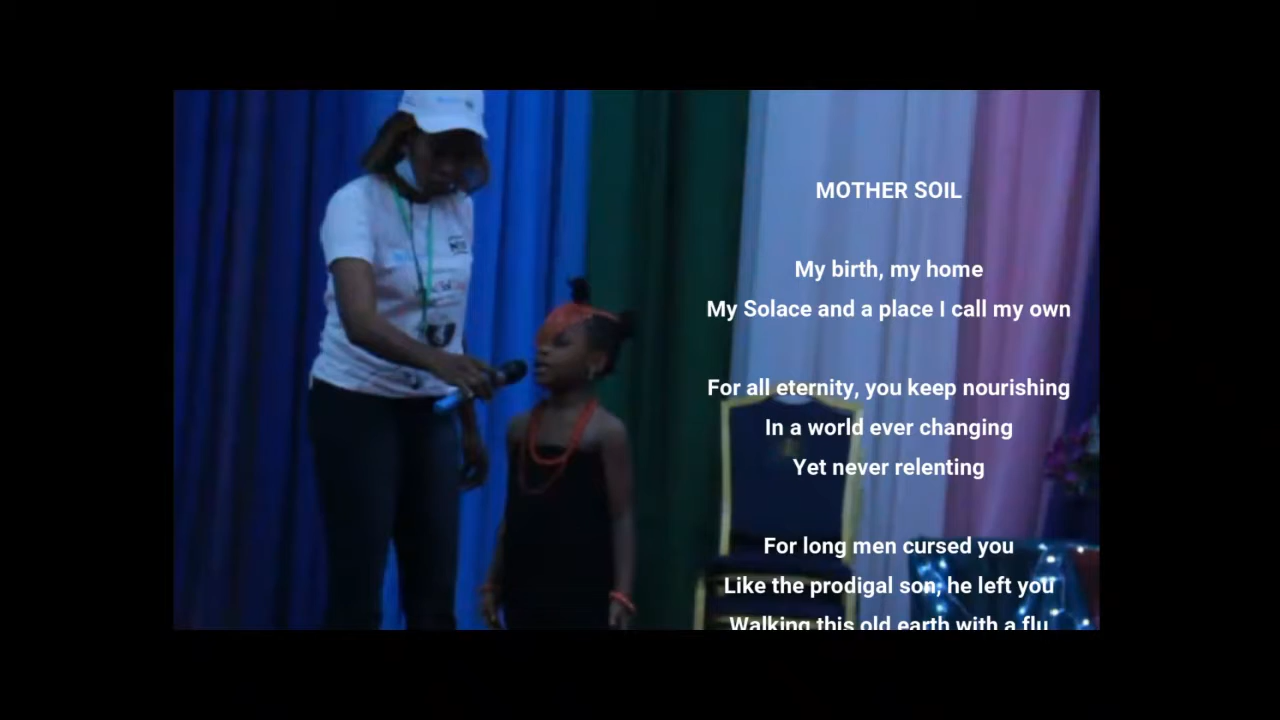 MOTHER SOIL
My birth, my home
My Solace and a place I call my own
For all eternity, you keep nourishing
In a world ever changing
Yet never relenting
For long men cursed you
Like the prodigal son, he left you
Walking this old earth with a flu